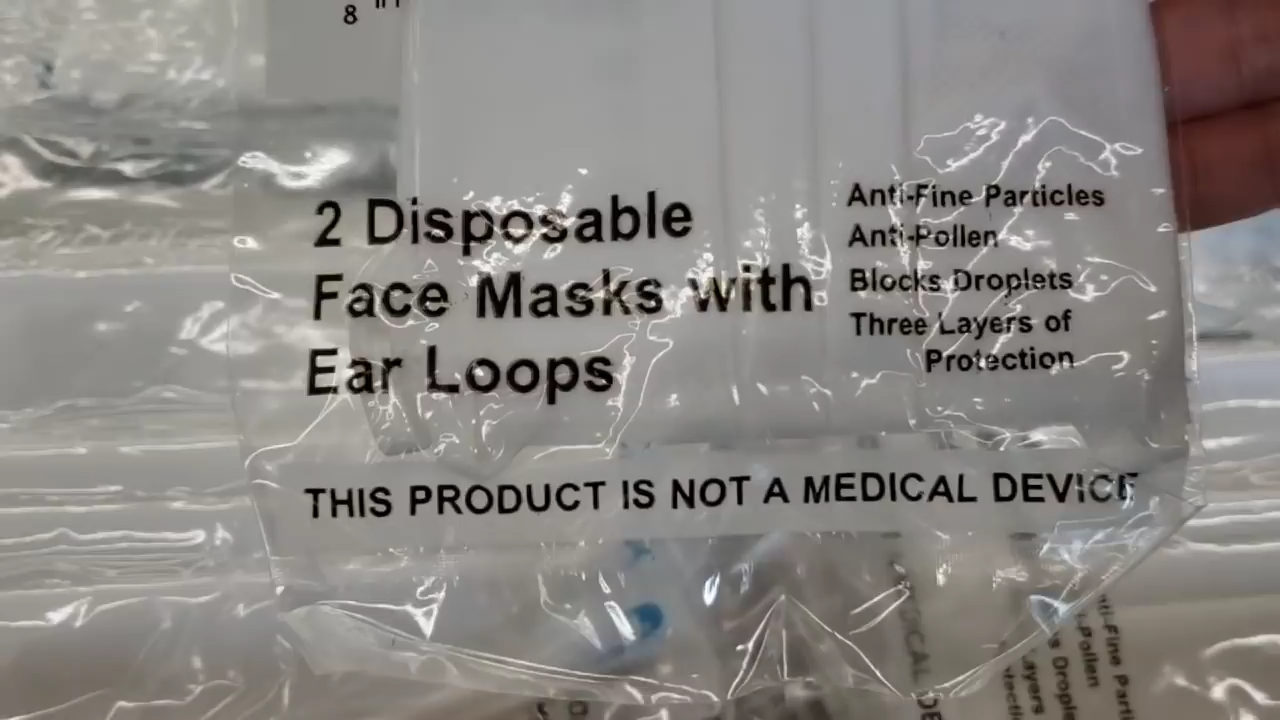 8
2 Disposable
Face Masks with
Ear Loops
Anti-Fine Particles
Anti-Pollen
Blocks Droplets
Three Layers of
Protection
THIS PRODUCT IS NOT A MEDICAL DEVICE